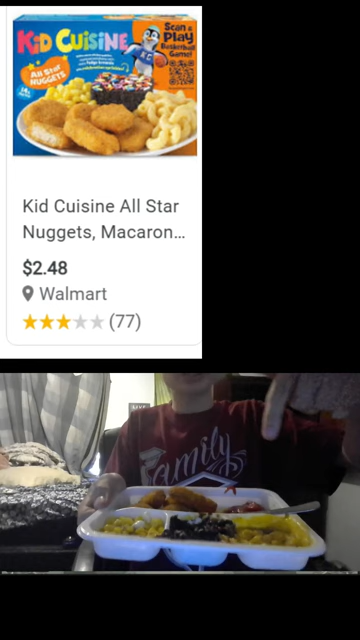 KID CUISINE
Scan &
Play
Basketball
Game!
All Star
NUGGETS
Kid Cuisine All Star
Nuggets, Macaron...
$2.48
Walmart
(77)
Family